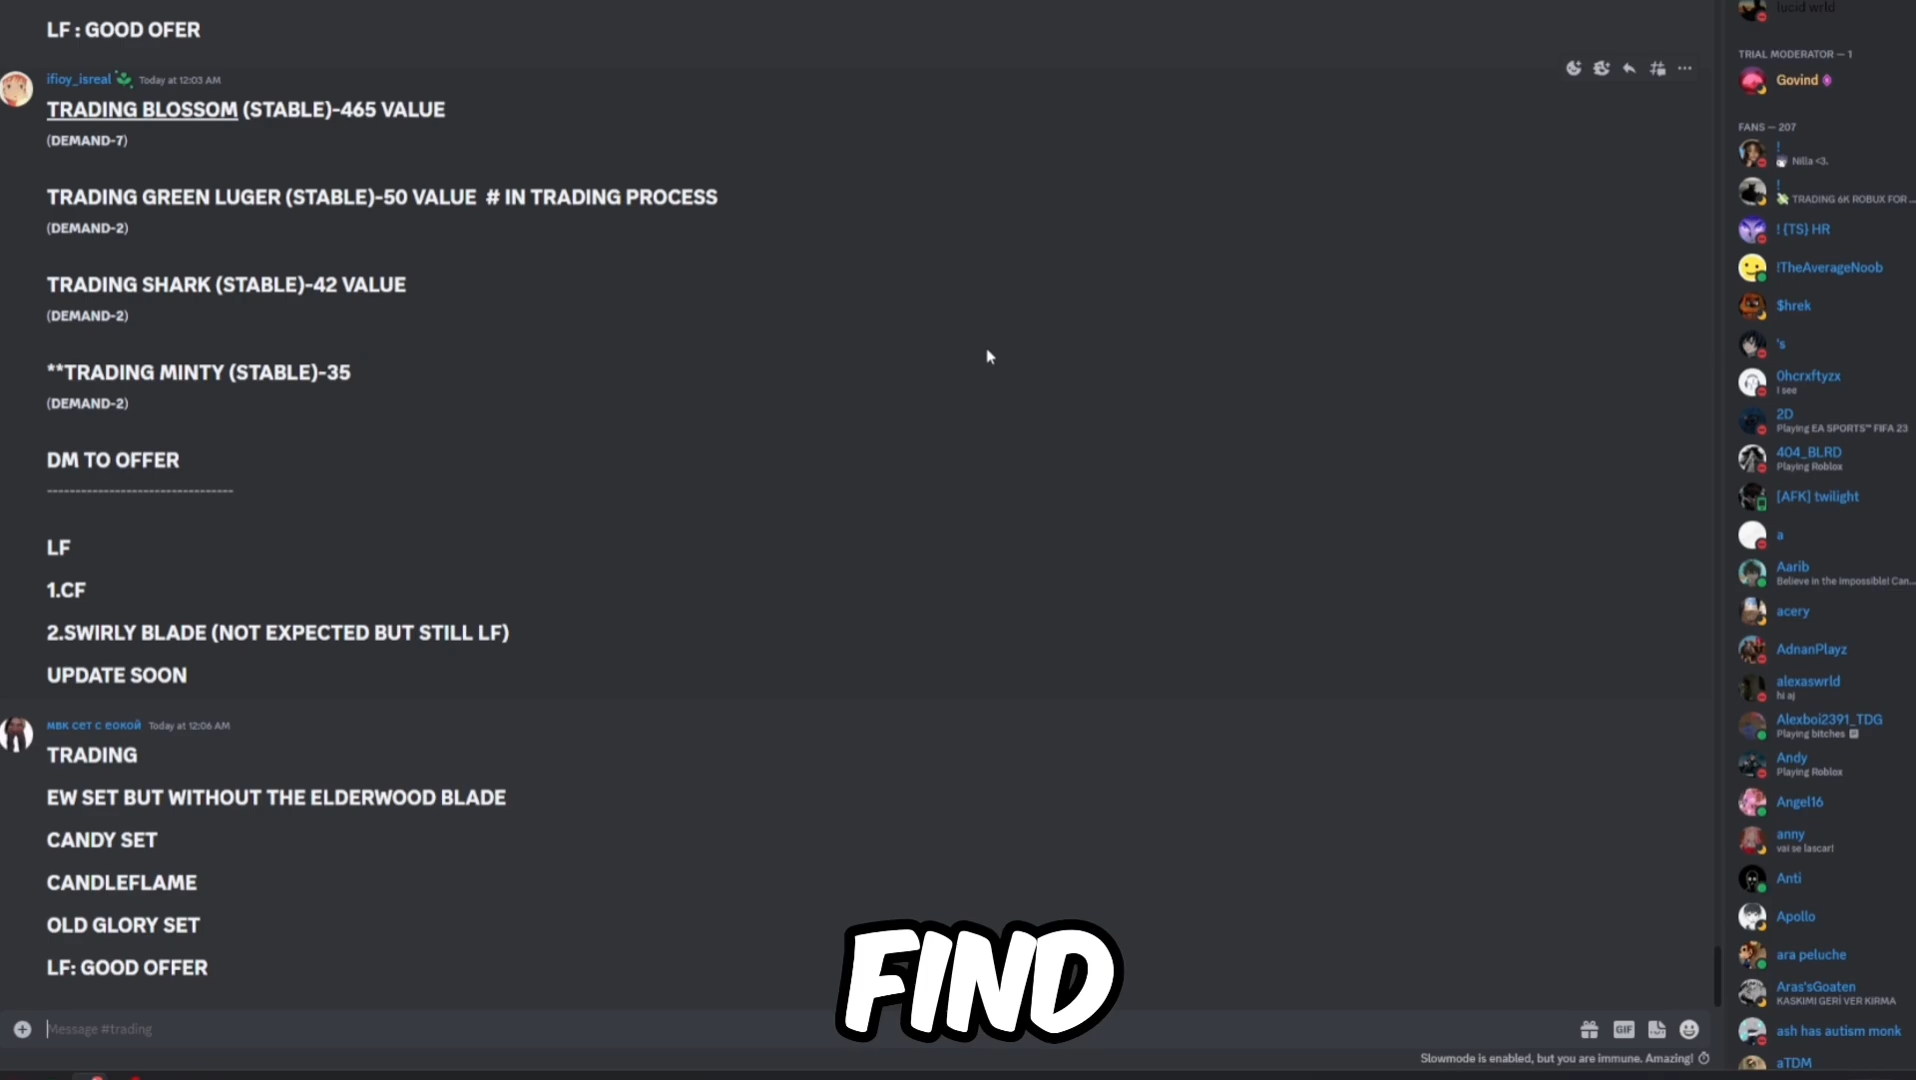 LF : GOOD OFER
ifioy_isreal Today at 12:03 AM
TRADING BLOSSOM (STABLE)-465 VALUE
(DEMAND-7)
TRADING GREEN LUGER (STABLE)-50 VALUE # IN TRADING PROCESS
(DEMAND-2)
TRADING SHARK (STABLE)-42 VALUE
(DEMAND-2)
**TRADING MINTY (STABLE)-35
(DEMAND-2)
DM TO OFFER
---------------------------------
LF
1.CF
2.SWIRLY BLADE (NOT EXPECTED BUT STILL LF)
UPDATE SOON
мвк сет с еокой Today at 12:06 AM
TRADING
EW SET BUT WITHOUT THE ELDERWOOD BLADE
CANDY SET
CANDLEFLAME
OLD GLORY SET
LF: GOOD OFFER
FIND
Message #trading
GIF
Slowmode is enabled, but you are immune. Amazing!
lucid wrld
TRIAL MODERATOR — 1
Govind
FANS — 207
!
Nilla <3.
!
TRADING 6K ROBUX FOR ...
! {TS} HR
!TheAverageNoob
$hrek
's
0hcrxftyzx
I see
2D
Playing EA SPORTS™ FIFA 23
404_BLRD
Playing Roblox
[AFK] twilight
a
Aarib
Believe in the impossible! Can...
acery
AdnanPlayz
alexaswrld
hi aj
Alexboi2391_TDG
Playing bitches
Andy
Playing Roblox
Angel16
anny
vai se lascar!
Anti
Apollo
ara peluche
Aras'sGoaten
KASKIMI GERİ VER KIRMA
ash has autism monk
aTDM